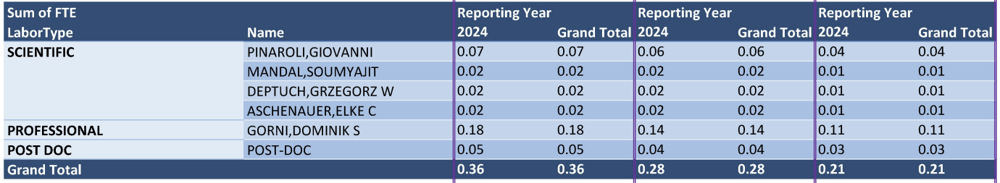 Sum of FTE Reporting Year Reporting Year Reporting Year
LaborType Name 2024 Grand Total 2024 Grand Total 2024 Grand Total
SCIENTIFIC PINAROLI,GIOVANNI 0.07 0.07 0.06 0.06 0.04 0.04
MANDAL,SOUMYAJIT 0.02 0.02 0.02 0.02 0.01 0.01
DEPTUCH,GRZEGORZ W 0.02 0.02 0.02 0.02 0.01 0.01
ASCHENAUER,ELKE C 0.02 0.02 0.02 0.02 0.01 0.01
PROFESSIONAL GORNI,DOMINIK S 0.18 0.18 0.14 0.14 0.11 0.11
POST DOC POST-DOC 0.05 0.05 0.04 0.04 0.03 0.03
Grand Total 0.36 0.36 0.28 0.28 0.21 0.21